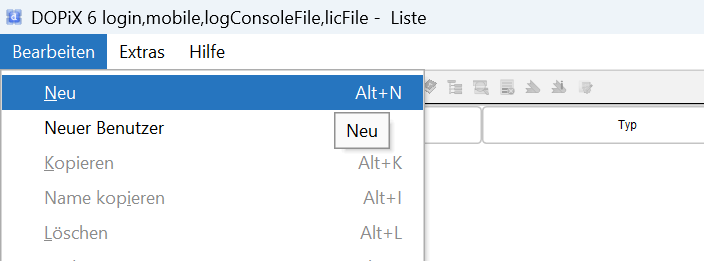 DOPiX 6 login,mobile,logConsoleFile,licFile - Liste
Bearbeiten Extras Hilfe
Neu Alt+N
Neuer Benutzer
Neu
Typ
Kopieren Alt+K
Name kopieren Alt+I
Löschen Alt+L